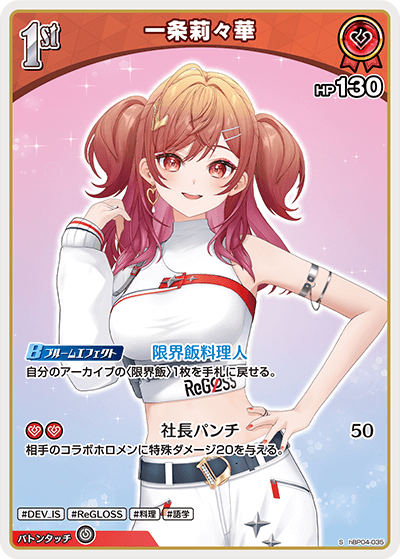 1st
一条莉々華
HP130
Bブルームエフェクト 限界飯料理人
自分のアーカイブの〈限界飯〉1枚を手札に戻せる。
ReGLOSS
社長パンチ 50
相手のコラボホロメンに特殊ダメージ20を与える。
#DEV_IS #ReGLOSS #料理 #語学
バトンタッチ
S hBP04-035